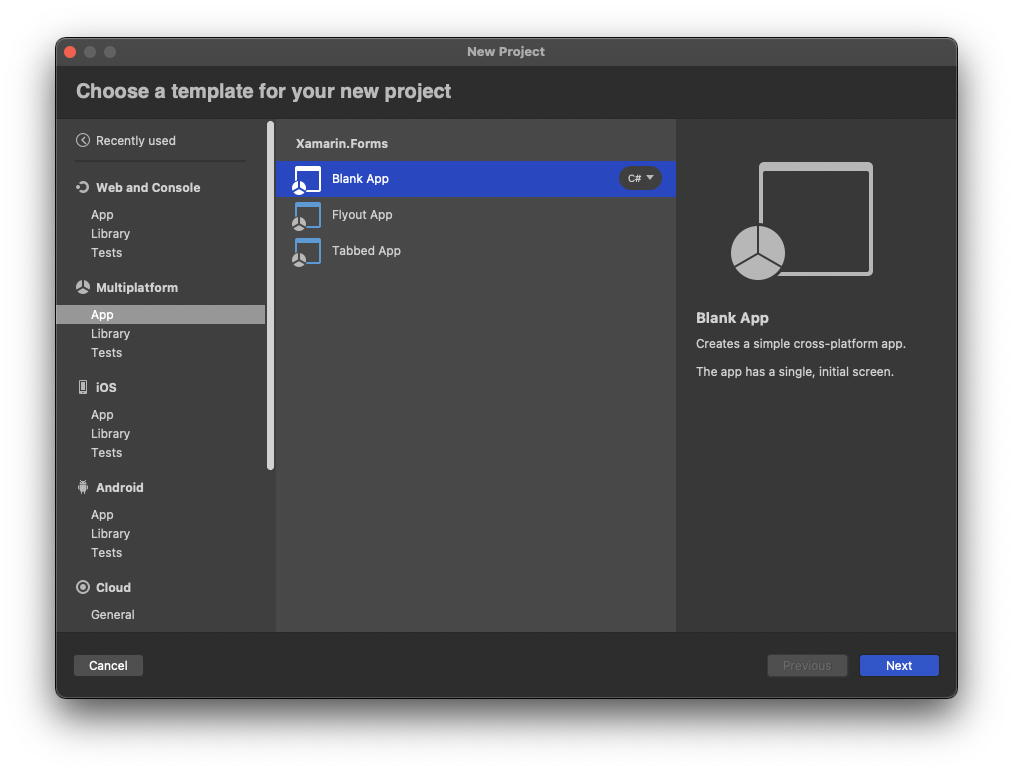 New Project
Choose a template for your new project
Recently used
Web and Console
App
Library
Tests
Multiplatform
App
Library
Tests
iOS
App
Library
Tests
Android
App
Library
Tests
Cloud
General
Xamarin.Forms
Blank App
C#
Flyout App
Tabbed App
Blank App
Creates a simple cross-platform app.
The app has a single, initial screen.
Cancel
Previous
Next